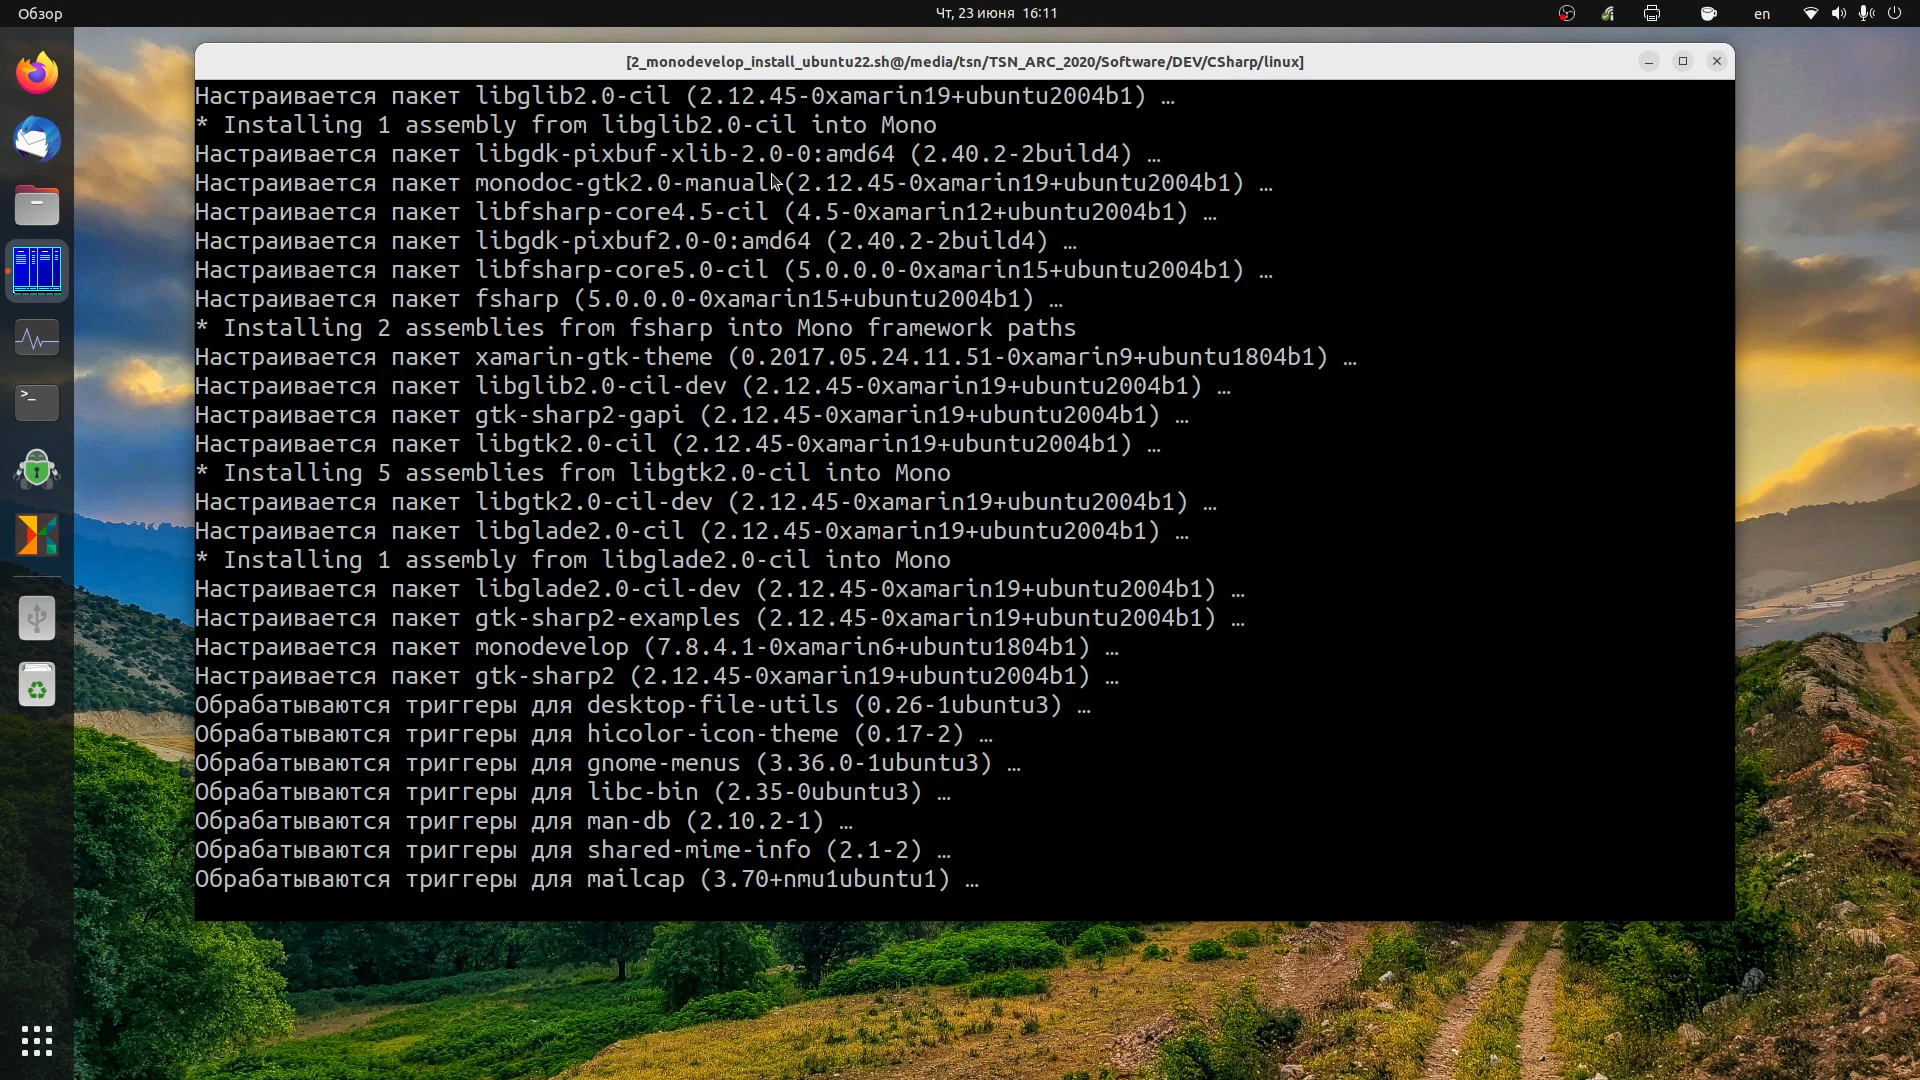 Обзор
Чт, 23 июня 16:11
en
[2_monodevelop_install_ubuntu22.sh@/media/tsn/TSN_ARC_2020/Software/DEV/CSharp/linux]
Настраивается пакет libglib2.0-cil (2.12.45-0xamarin19+ubuntu2004b1) …
* Installing 1 assembly from libglib2.0-cil into Mono
Настраивается пакет libgdk-pixbuf-xlib-2.0-0:amd64 (2.40.2-2build4) …
Настраивается пакет monodoc-gtk2.0-manual (2.12.45-0xamarin19+ubuntu2004b1) …
Настраивается пакет libfsharp-core4.5-cil (4.5-0xamarin12+ubuntu2004b1) …
Настраивается пакет libgdk-pixbuf2.0-0:amd64 (2.40.2-2build4) …
Настраивается пакет libfsharp-core5.0-cil (5.0.0.0-0xamarin15+ubuntu2004b1) …
Настраивается пакет fsharp (5.0.0.0-0xamarin15+ubuntu2004b1) …
* Installing 2 assemblies from fsharp into Mono framework paths
Настраивается пакет xamarin-gtk-theme (0.2017.05.24.11.51-0xamarin9+ubuntu1804b1) …
Настраивается пакет libglib2.0-cil-dev (2.12.45-0xamarin19+ubuntu2004b1) …
Настраивается пакет gtk-sharp2-gapi (2.12.45-0xamarin19+ubuntu2004b1) …
Настраивается пакет libgtk2.0-cil (2.12.45-0xamarin19+ubuntu2004b1) …
* Installing 5 assemblies from libgtk2.0-cil into Mono
Настраивается пакет libgtk2.0-cil-dev (2.12.45-0xamarin19+ubuntu2004b1) …
Настраивается пакет libglade2.0-cil (2.12.45-0xamarin19+ubuntu2004b1) …
* Installing 1 assembly from libglade2.0-cil into Mono
Настраивается пакет libglade2.0-cil-dev (2.12.45-0xamarin19+ubuntu2004b1) …
Настраивается пакет gtk-sharp2-examples (2.12.45-0xamarin19+ubuntu2004b1) …
Настраивается пакет monodevelop (7.8.4.1-0xamarin6+ubuntu1804b1) …
Настраивается пакет gtk-sharp2 (2.12.45-0xamarin19+ubuntu2004b1) …
Обрабатываются триггеры для desktop-file-utils (0.26-1ubuntu3) …
Обрабатываются триггеры для hicolor-icon-theme (0.17-2) …
Обрабатываются триггеры для gnome-menus (3.36.0-1ubuntu3) …
Обрабатываются триггеры для libc-bin (2.35-0ubuntu3) …
Обрабатываются триггеры для man-db (2.10.2-1) …
Обрабатываются триггеры для shared-mime-info (2.1-2) …
Обрабатываются триггеры для mailcap (3.70+nmu1ubuntu1) …